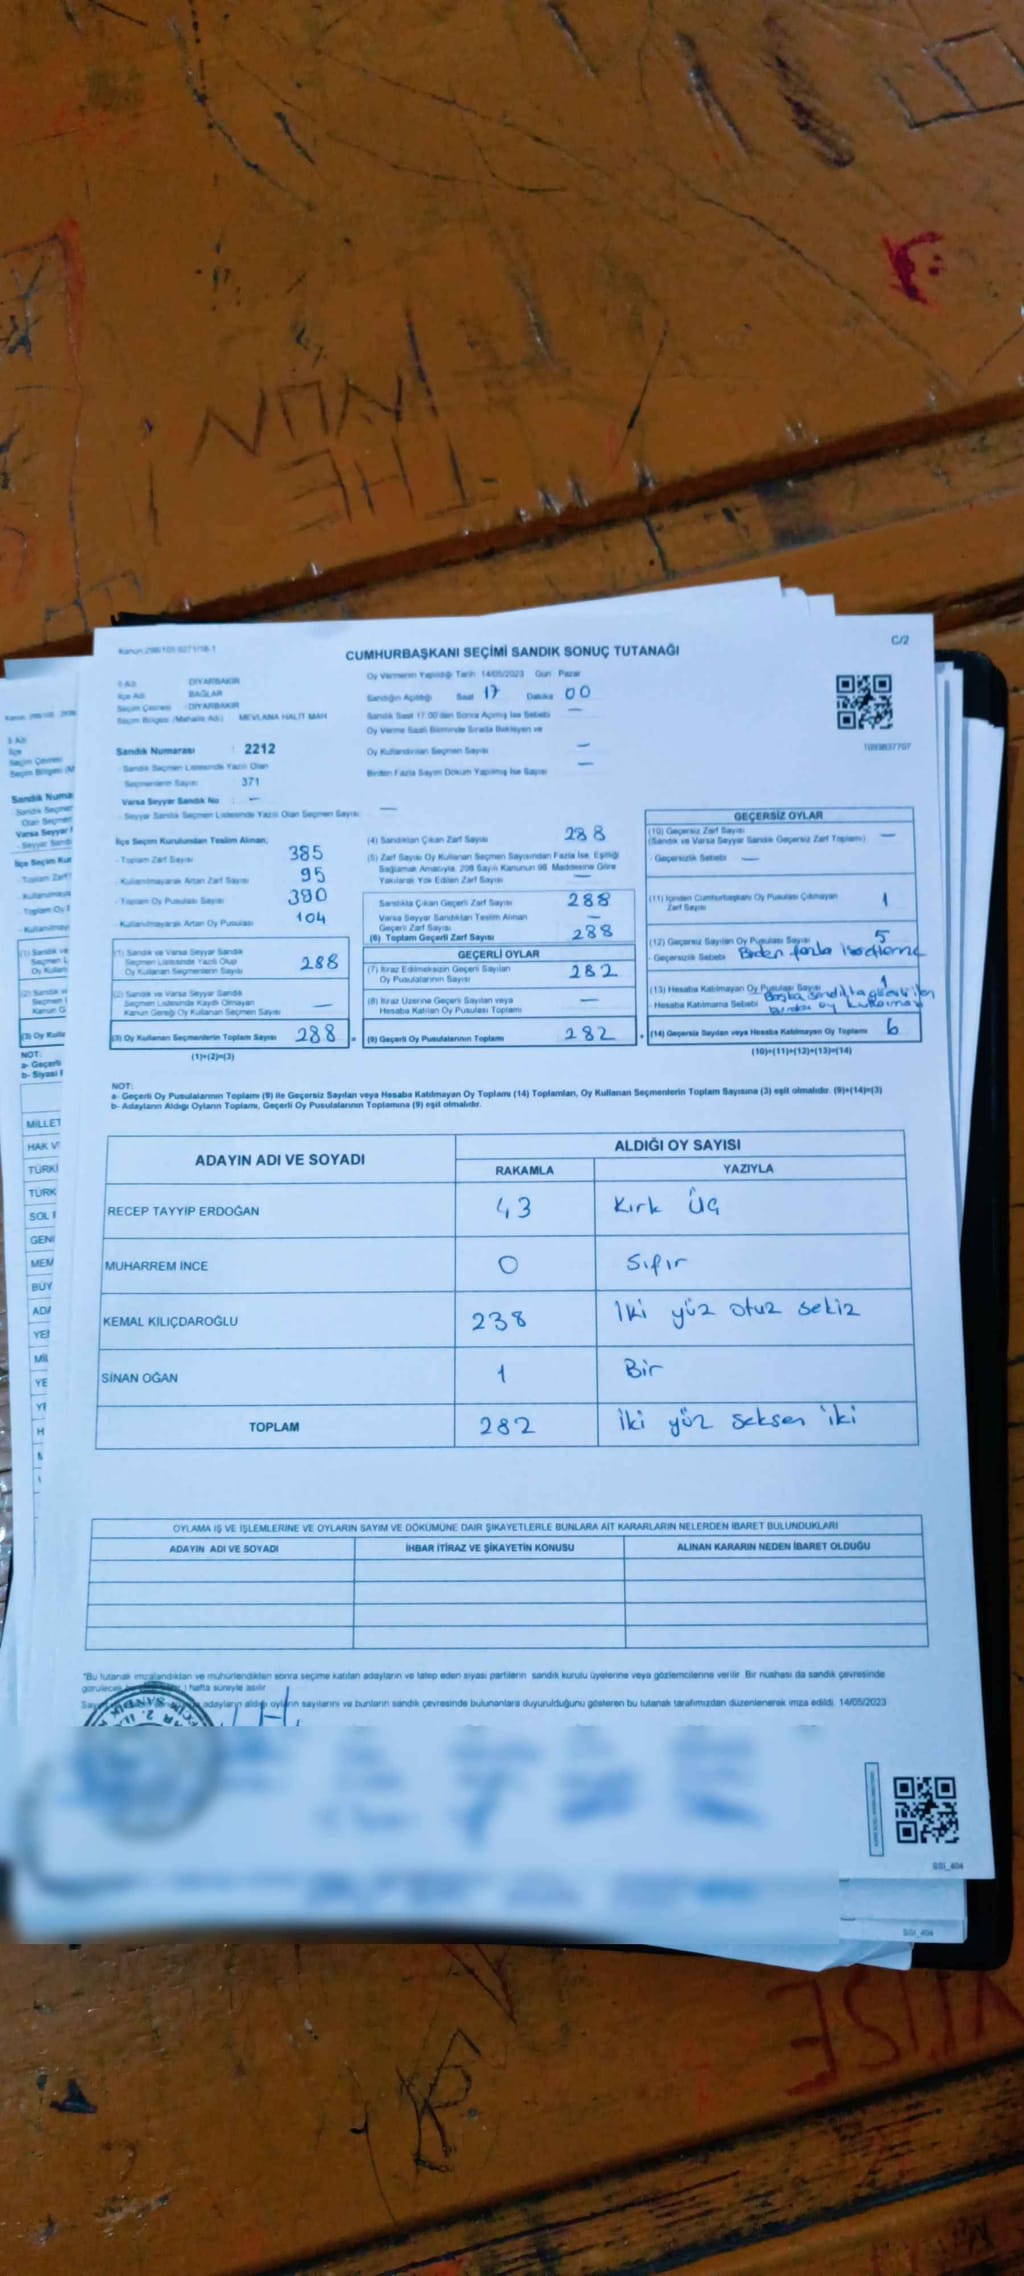 Kanun:298/105 5271/18-1
C/2
CUMHURBAŞKANI SEÇİMİ SANDIK SONUÇ TUTANAĞI
İl Adı DİYARBAKIR
İlçe Adı BAĞLAR
Seçim Çevresi DİYARBAKIR
Seçim Bölgesi (Mahalle Adı) MEVLANA HALİT MAH
Sandık Numarası : 2212
- Sandık Seçmen Listesinde Yazılı Olan
Seçmenlerin Sayısı 371
Varsa Seyyar Sandık No : —
- Seyyar Sandık Seçmen Listesinde Yazılı Olan Seçmen Sayısı —
Oy Vermenin Yapıldığı Tarih 14/05/2023 Gün Pazar
Sandığın Açıldığı Saat 17 Dakika 00
Sandık Saat 17.00'den Sonra Açılmış İse Sebebi —
Oy Verme Saati Bitiminde Sırada Bekleyen ve
Oy Kullandırılan Seçmen Sayısı —
Birden Fazla Sayım Döküm Yapılmış İse Sayısı —
1093837707
İlçe Seçim Kurulundan Teslim Alınan;
- Toplam Zarf Sayısı 385
- Kullanılmayarak Artan Zarf Sayısı 95
- Toplam Oy Pusulası Sayısı 390
- Kullanılmayarak Artan Oy Pusulası 104
(1) Sandık ve Varsa Seyyar Sandık
Seçmen Listesinde Yazılı Olup
Oy Kullanan Seçmenlerin Sayısı 288
(2) Sandık ve Varsa Seyyar Sandık
Seçmen Listesinde Kaydı Olmayan
Kanun Gereği Oy Kullanan Seçmen Sayısı —
(3) Oy Kullanan Seçmenlerin Toplam Sayısı 288
(1)+(2)=(3)
(4) Sandıktan Çıkan Zarf Sayısı 288
(5) Zarf Sayısı Oy Kullanan Seçmen Sayısından Fazla İse, Eşitliği
Sağlamak Amacıyla, 298 Sayılı Kanunun 98. Maddesine Göre
Yakılarak Yok Edilen Zarf Sayısı —
Sandıkta Çıkan Geçerli Zarf Sayısı 288
Varsa Seyyar Sandıktan Teslim Alınan
Geçerli Zarf Sayısı —
(6) Toplam Geçerli Zarf Sayısı 288
GEÇERLİ OYLAR
(7) İtiraz Edilmeksizin Geçerli Sayılan
Oy Pusulalarının Sayısı 282
(8) İtiraz Üzerine Geçerli Sayılan veya
Hesaba Katılan Oy Pusulası Toplamı —
(9) Geçerli Oy Pusulalarının Toplamı 282
GEÇERSİZ OYLAR
(10) Geçersiz Zarf Sayısı
(Sandık ve Varsa Seyyar Sandık Geçersiz Zarf Toplamı) —
- Geçersizlik Sebebi —
(11) İçinden Cumhurbaşkanı Oy Pusulası Çıkmayan
Zarf Sayısı 1
(12) Geçersiz Sayılan Oy Pusulası Sayısı 5
- Geçersizlik Sebebi Birden fazla
(13) Hesaba Katılmayan Oy Pusulası Sayısı
- Hesaba Katılmama Sebebi Başka sandıkta
(14) Geçersiz Sayılan veya Hesaba Katılmayan Oy Toplamı 6
(10)+(11)+(12)+(13)=(14)
NOT:
a- Geçerli Oy Pusulalarının Toplamı (9) ile Geçersiz Sayılan veya Hesaba Katılmayan Oy Toplamı (14) Toplamları, Oy Kullanan Seçmenlerin Toplam Sayısına (3) eşit olmalıdır. (9)+(14)=(3)
b- Adayların Aldığı Oyların Toplamı, Geçerli Oy Pusulalarının Toplamına (9) eşit olmalıdır.
ADAYIN ADI VE SOYADI
ALDIĞI OY SAYISI
RAKAMLA YAZIYLA
RECEP TAYYİP ERDOĞAN 43 Kırk üç
MUHARREM İNCE 0 Sıfır
KEMAL KILIÇDAROĞLU 238 İki yüz otuz sekiz
SİNAN OĞAN 1 Bir
TOPLAM 282 iki yüz seksen iki
OYLAMA İŞ VE İŞLEMLERİNE VE OYLARIN SAYIM VE DÖKÜMÜNE DAİR ŞİKAYETLERLE BUNLARA AİT KARARLARIN NELERDEN İBARET BULUNDUKLARI
ADAYIN ADI VE SOYADI İHBAR İTİRAZ VE ŞİKAYETİN KONUSU ALINAN KARARIN NEDEN İBARET OLDUĞU
"Bu tutanak imzalandıktan ve mühürlendikten sonra seçime katılan adayların ve talep eden siyasi partilerin sandık kurulu üyelerine veya gözlemcilerine verilir. Bir nüshası da sandık çevresinde
görülecek hafta süreyle asılır
adayların aldığı oyların sayılarını ve bunların sandık çevresinde bulunanlara duyurulduğunu gösteren bu tutanak tarafımızdan düzenlenerek imza edildi. 14/05/2023
SSİ_404
SSİ_404